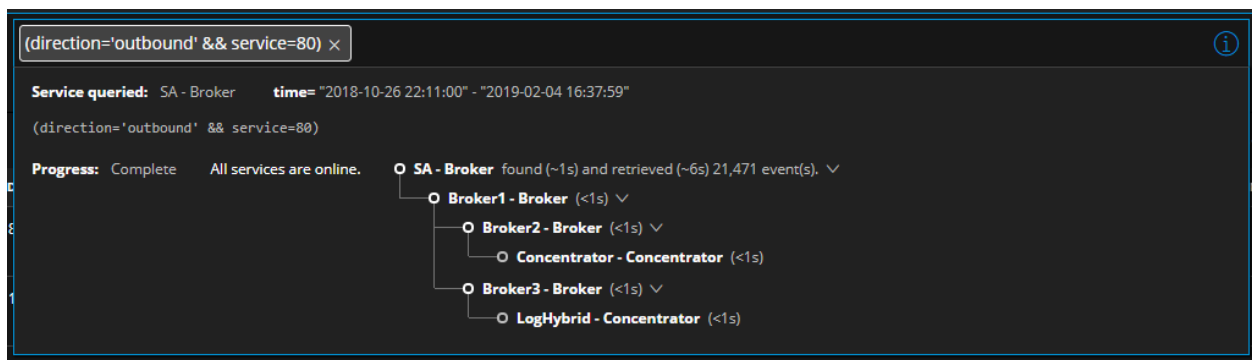 (direction='outbound' && service=80) ×
Service queried: SA - Broker time= "2018-10-26 22:11:00" - "2019-02-04 16:37:59"
(direction='outbound' && service=80)
Progress: Complete All services are online. SA - Broker found (~1s) and retrieved (~6s) 21,471 event(s).
Broker1 - Broker (<1s)
Broker2 - Broker (<1s)
Concentrator - Concentrator (<1s)
Broker3 - Broker (<1s)
LogHybrid - Concentrator (<1s)